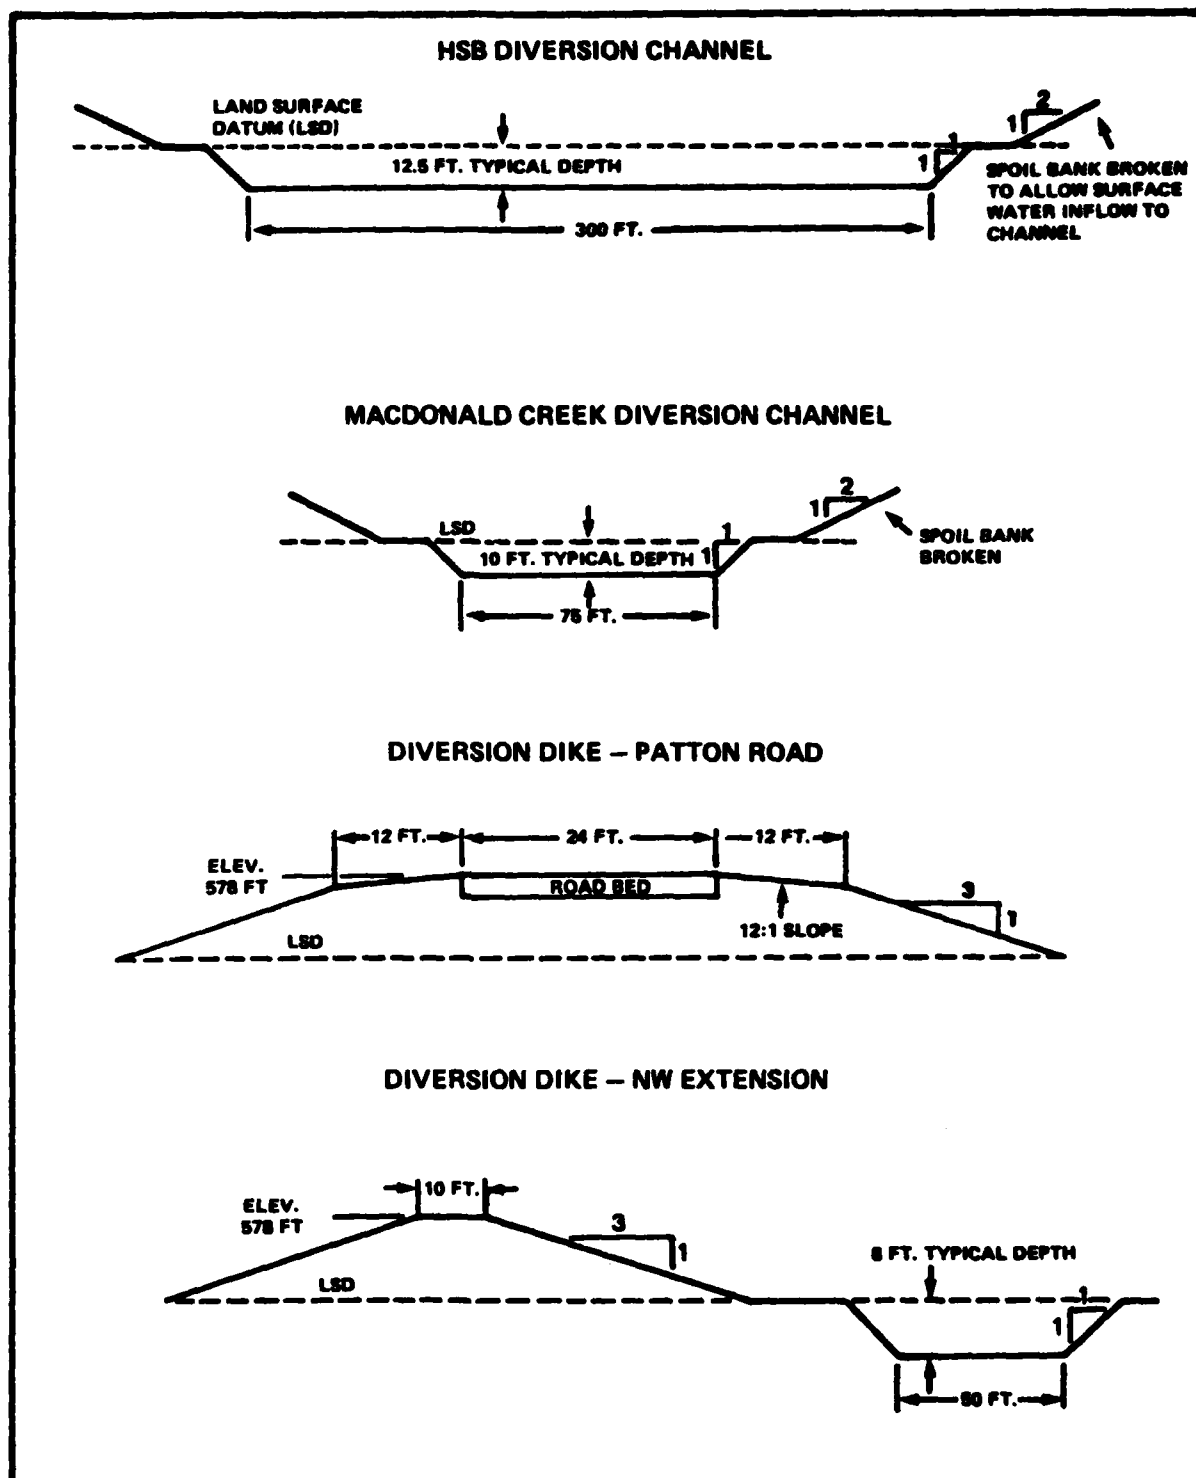 HSB DIVERSION CHANNEL
LAND SURFACE
DATUM (LSD)
12.5 FT. TYPICAL DEPTH
1
1
1
2
SPOIL BANK BROKEN
TO ALLOW SURFACE
WATER INFLOW TO
CHANNEL
300 FT.
MACDONALD CREEK DIVERSION CHANNEL
LSD
10 FT. TYPICAL DEPTH
1
1
1
2
SPOIL BANK
BROKEN
75 FT.
DIVERSION DIKE – PATTON ROAD
12 FT.
24 FT.
12 FT.
ELEV.
578 FT
ROAD BED
3
1
12:1 SLOPE
LSD
DIVERSION DIKE – NW EXTENSION
10 FT.
ELEV.
578 FT
3
1
LSD
FT. TYPICAL DEPTH
1
1
FT.